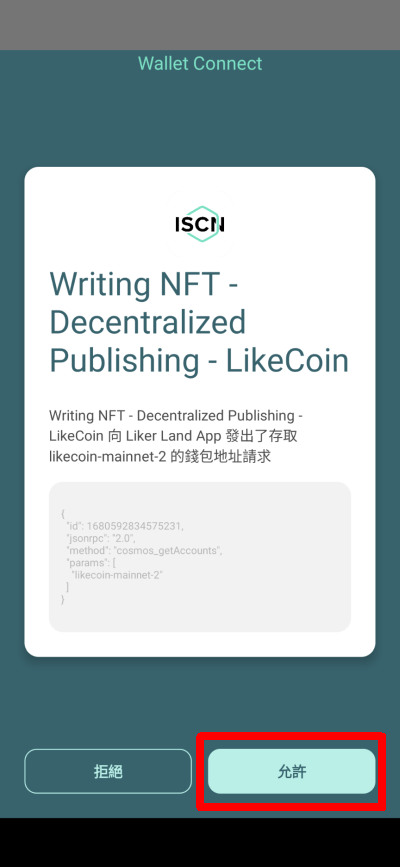 Wallet Connect
ISCN
Writing NFT -
Decentralized
Publishing - LikeCoin
Writing NFT - Decentralized Publishing -
LikeCoin 向 Liker Land App 發出了存取
likecoin-mainnet-2 的錢包地址請求
{
"id": 1680592834575231,
"jsonrpc": "2.0",
"method": "cosmos_getAccounts",
"params": [
"likecoin-mainnet-2"
]
}
拒絕
允許